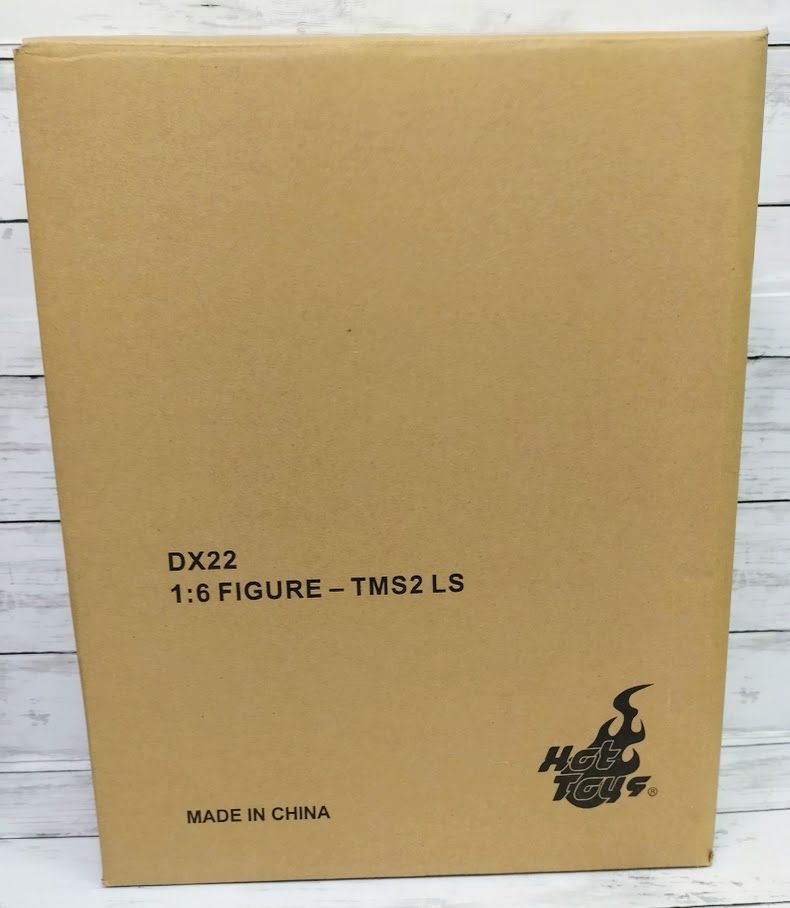 DX22
1:6 FIGURE – TMS2 LS
Hot
Toys®
MADE IN CHINA